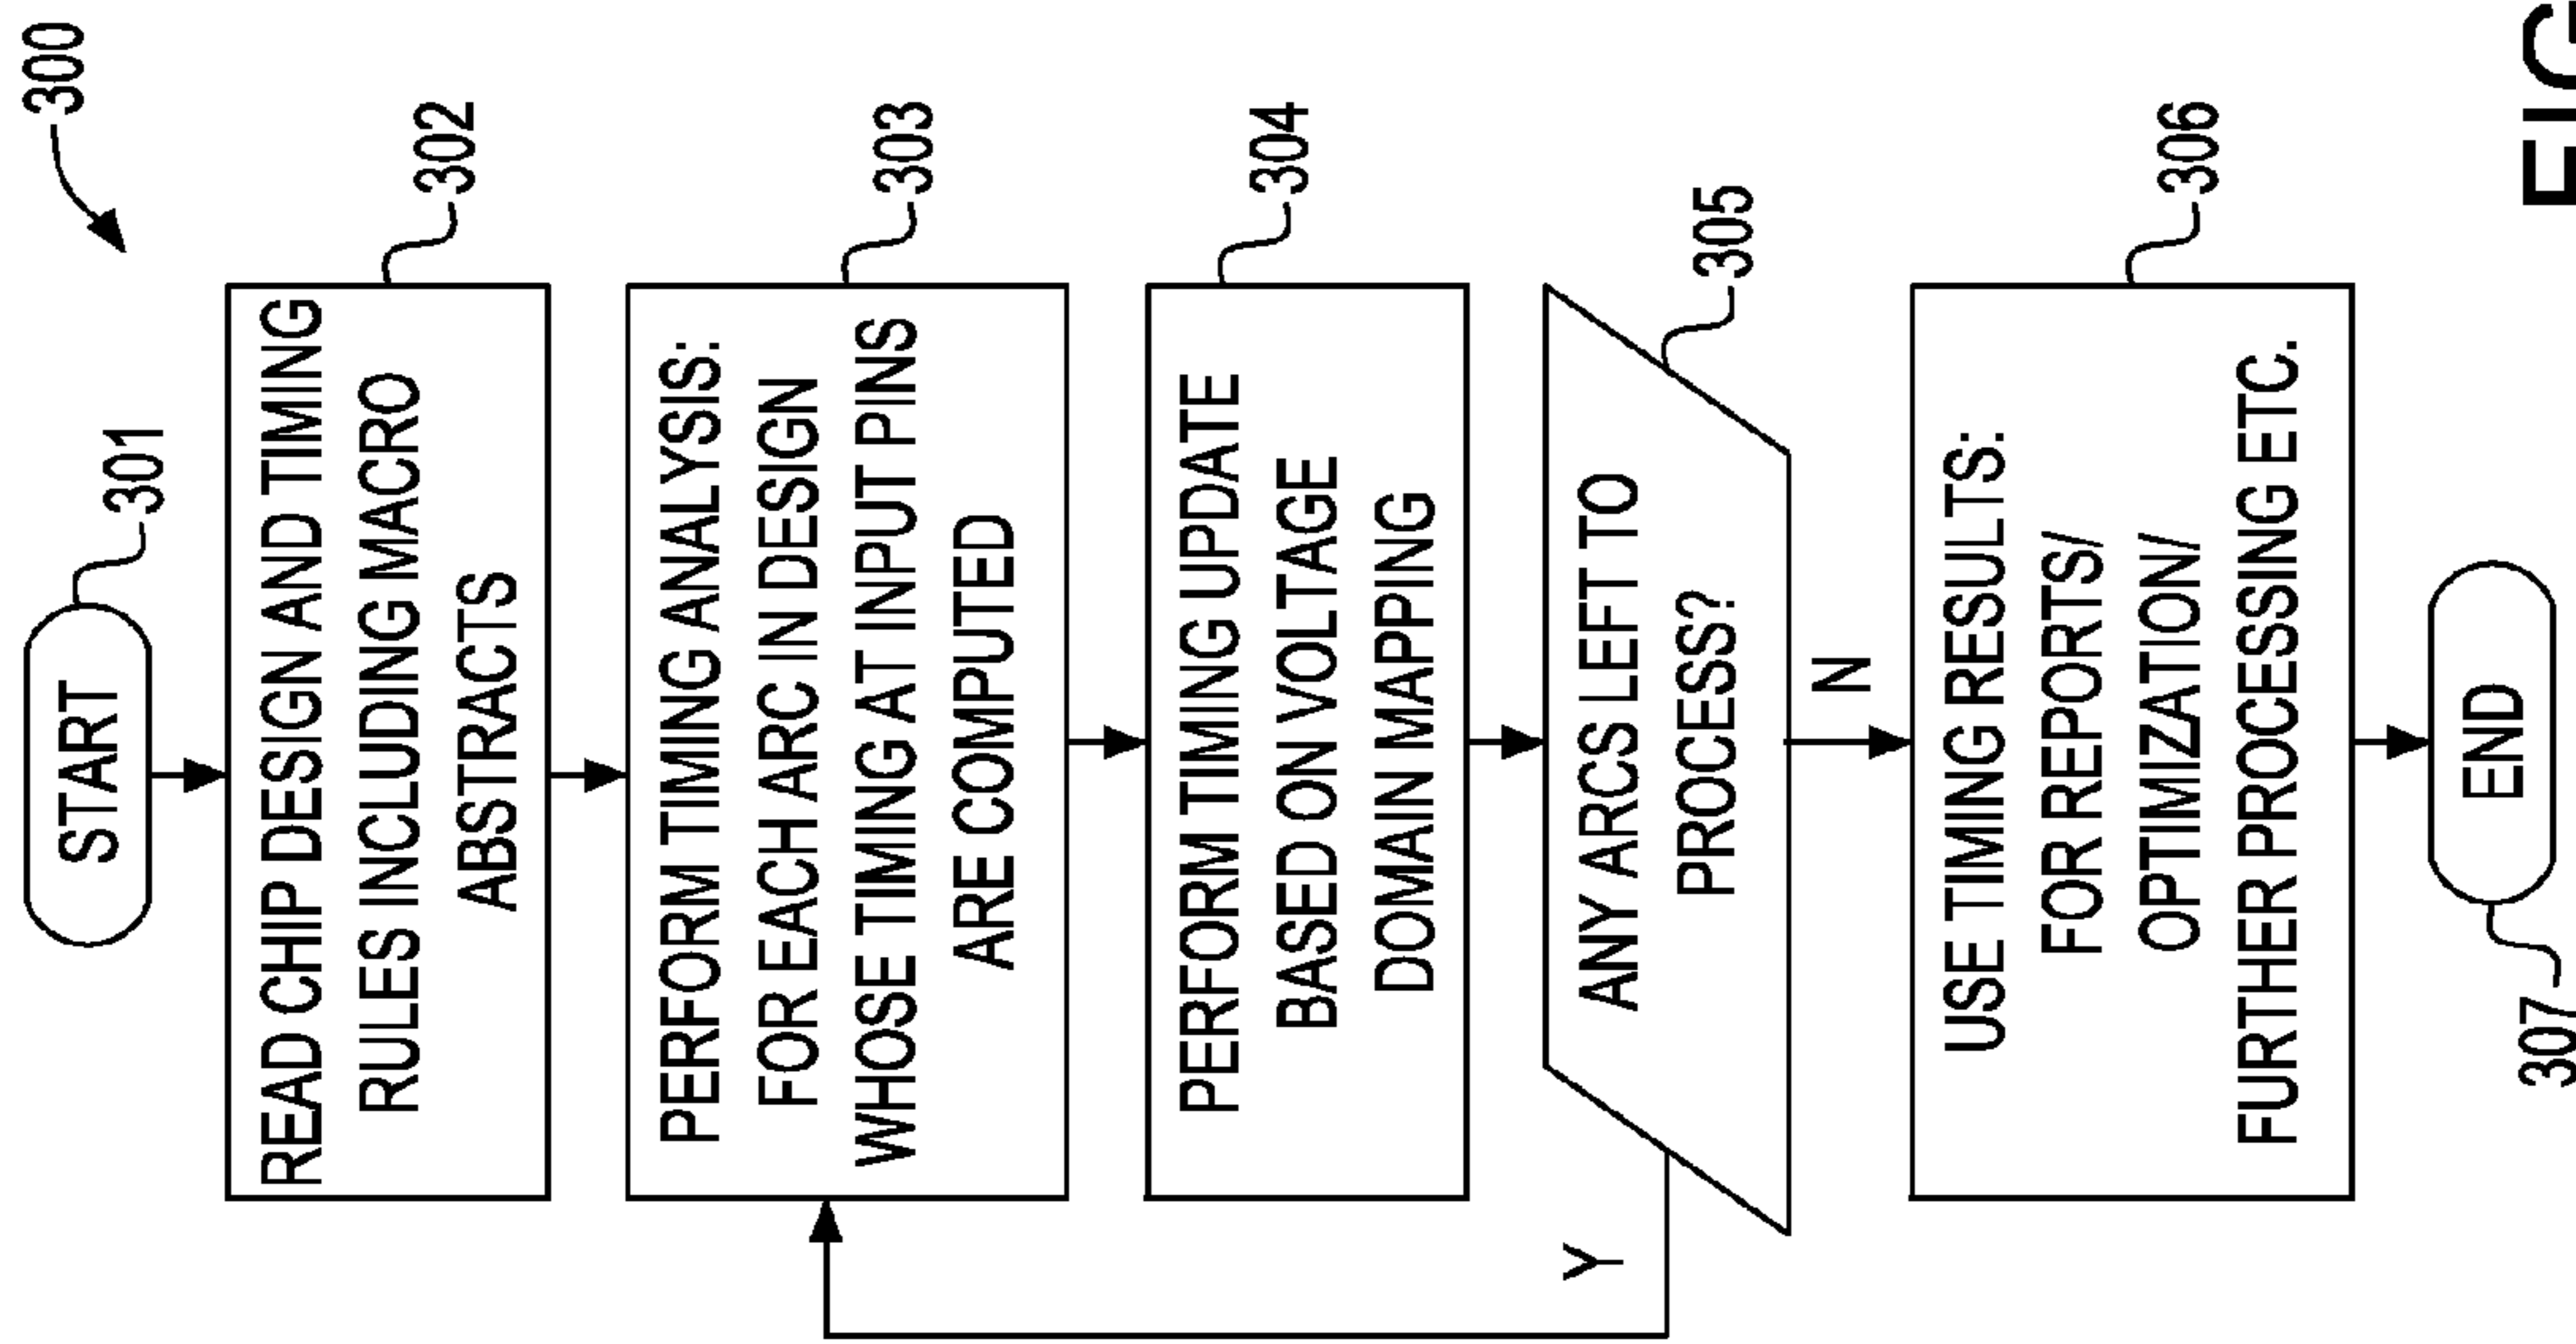 300
START
301
READ CHIP DESIGN AND TIMING
RULES INCLUDING MACRO
ABSTRACTS
302
PERFORM TIMING ANALYSIS:
FOR EACH ARC IN DESIGN
WHOSE TIMING AT INPUT PINS
ARE COMPUTED
303
PERFORM TIMING UPDATE
BASED ON VOLTAGE
DOMAIN MAPPING
304
ANY ARCS LEFT TO
PROCESS?
305
Y
N
USE TIMING RESULTS:
FOR REPORTS/
OPTIMIZATION/
FURTHER PROCESSING ETC.
306
END
307